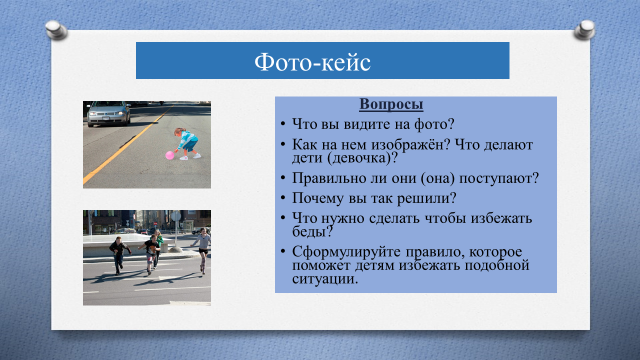 Фото-кейс
Вопросы
• Что вы видите на фото?
• Как на нем изображён? Что делают
дети (девочка)?
• Правильно ли они (она) поступают?
• Почему вы так решили?
• Что нужно сделать чтобы избежать
беды?
• Сформулируйте правило, которое
поможет детям избежать подобной
ситуации.